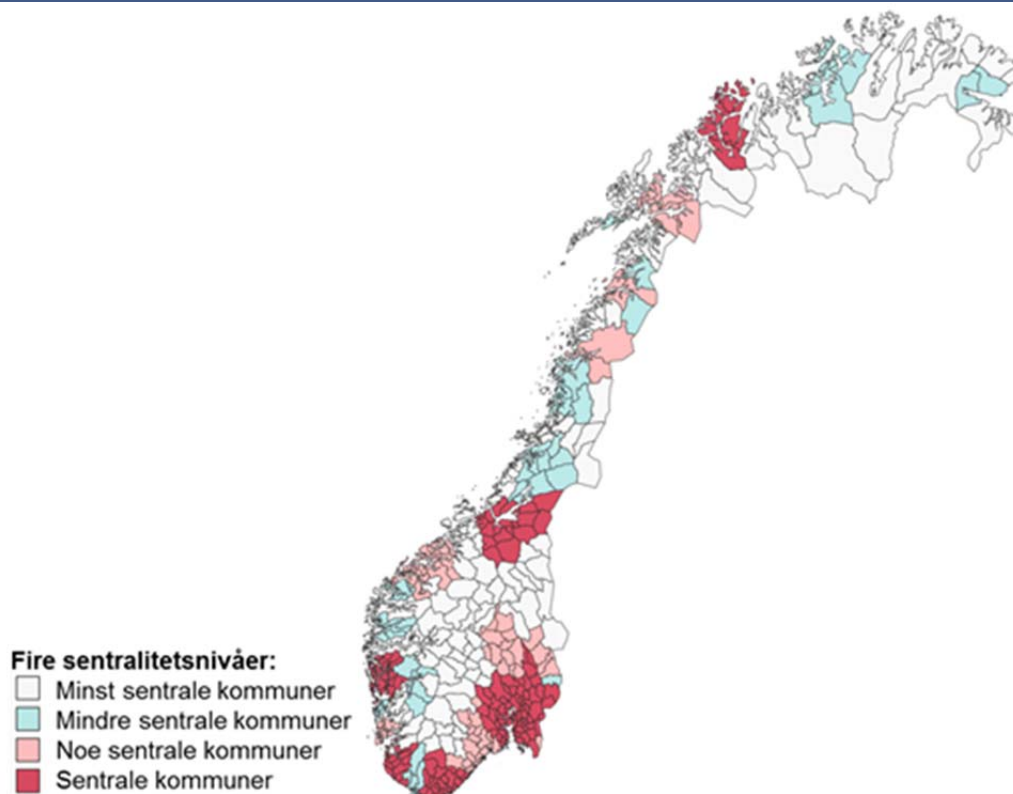 Fire sentralitetsnivåer:
Minst sentrale kommuner
Mindre sentrale kommuner
Noe sentrale kommuner
Sentrale kommuner